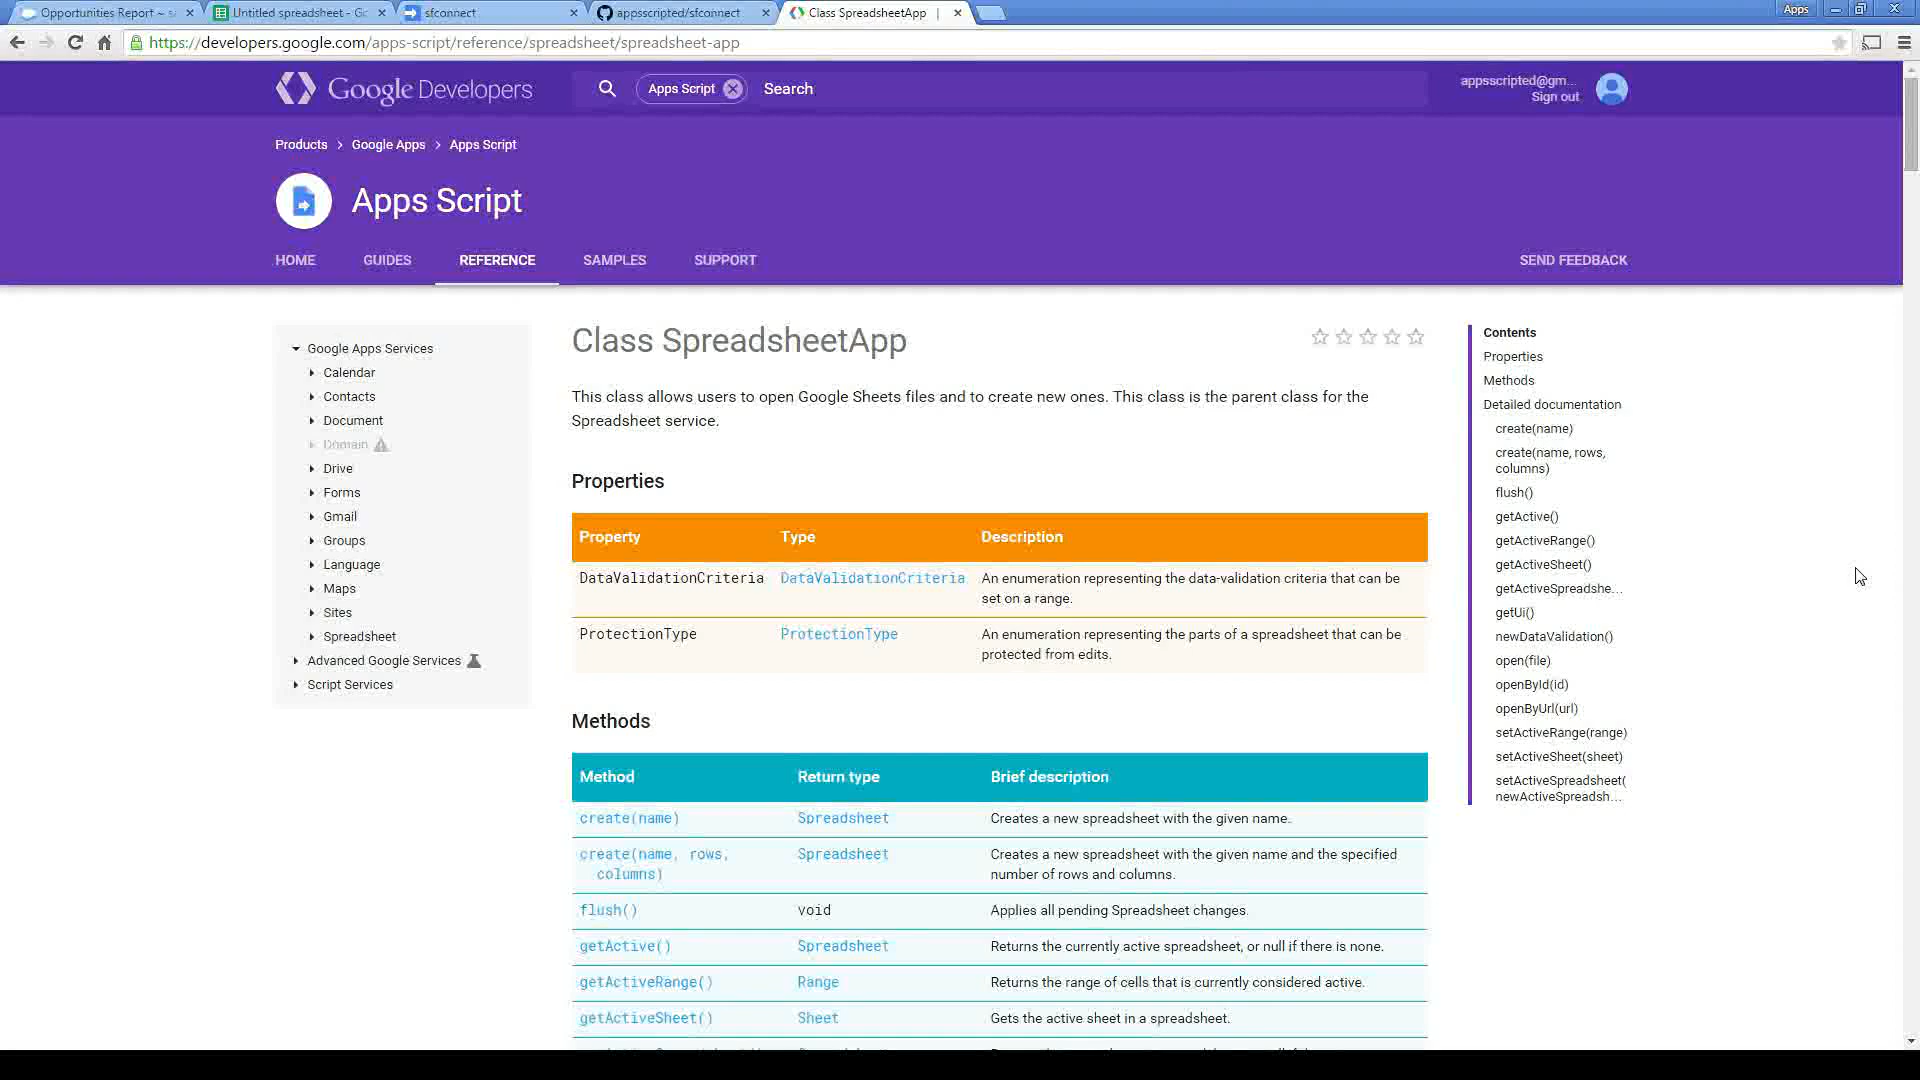 Opportunities Report ~ s
Untitled spreadsheet - Go
sfconnect
appsscripted/sfconnect
Class SpreadsheetApp |
Apps
https://developers.google.com/apps-script/reference/spreadsheet/spreadsheet-app
Google Developers
Apps Script
Search
appsscripted@gm...
Sign out
Products > Google Apps > Apps Script
Apps Script
HOME
GUIDES
REFERENCE
SAMPLES
SUPPORT
SEND FEEDBACK
Google Apps Services
Calendar
Contacts
Document
Domain
Drive
Forms
Gmail
Groups
Language
Maps
Sites
Spreadsheet
Advanced Google Services
Script Services
Class SpreadsheetApp
This class allows users to open Google Sheets files and to create new ones. This class is the parent class for the
Spreadsheet service.
Properties
Property Type Description
DataValidationCriteria DataValidationCriteria An enumeration representing the data-validation criteria that can be
set on a range.
ProtectionType ProtectionType An enumeration representing the parts of a spreadsheet that can be
protected from edits.
Methods
Method Return type Brief description
create(name) Spreadsheet Creates a new spreadsheet with the given name.
create(name, rows, Spreadsheet Creates a new spreadsheet with the given name and the specified
columns) number of rows and columns.
flush() void Applies all pending Spreadsheet changes.
getActive() Spreadsheet Returns the currently active spreadsheet, or null if there is none.
getActiveRange() Range Returns the range of cells that is currently considered active.
getActiveSheet() Sheet Gets the active sheet in a spreadsheet.
Contents
Properties
Methods
Detailed documentation
create(name)
create(name, rows,
columns)
flush()
getActive()
getActiveRange()
getActiveSheet()
getActiveSpreadshe...
getUi()
newDataValidation()
open(file)
openById(id)
openByUrl(url)
setActiveRange(range)
setActiveSheet(sheet)
setActiveSpreadsheet(
newActiveSpreadsh...